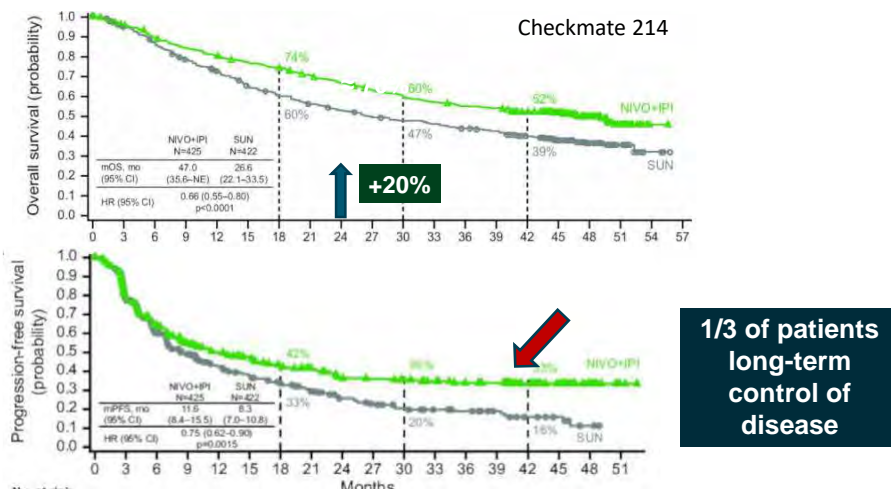 Checkmate 214
Overall survival (probability)
1.0
0.9
0.8
0.7
0.6
0.5
0.4
0.3
0.2
0.1
0.0
74%
60%
60%
47%
52%
39%
NIVO+IPI
SUN
NIVO+IPI SUN
N=425 N=422
mOS, mo 47.0 26.6
(95% CI) (35.6–NE) (22.1–33.5)
HR (95% CI) 0.66 (0.55–0.80)
p<0.0001
+20%
0 3 6 9 12 15 18 21 24 27 30 33 36 39 42 45 48 51 54 57
Progression-free survival
(probability)
1.0
0.9
0.8
0.7
0.6
0.5
0.4
0.3
0.2
0.1
0.0
42%
33%
20%
16%
NIVO+IPI
SUN
NIVO+IPI SUN
N=425 N=422
mPFS, mo 11.6 8.3
(95% CI) (8.4–15.5) (7.0–10.8)
HR (95% CI) 0.75 (0.62–0.90)
p=0.0015
0 3 6 9 12 15 18 21 24 27 30 33 36 39 42 45 48 51
Months
1/3 of patients
long-term
control of
disease